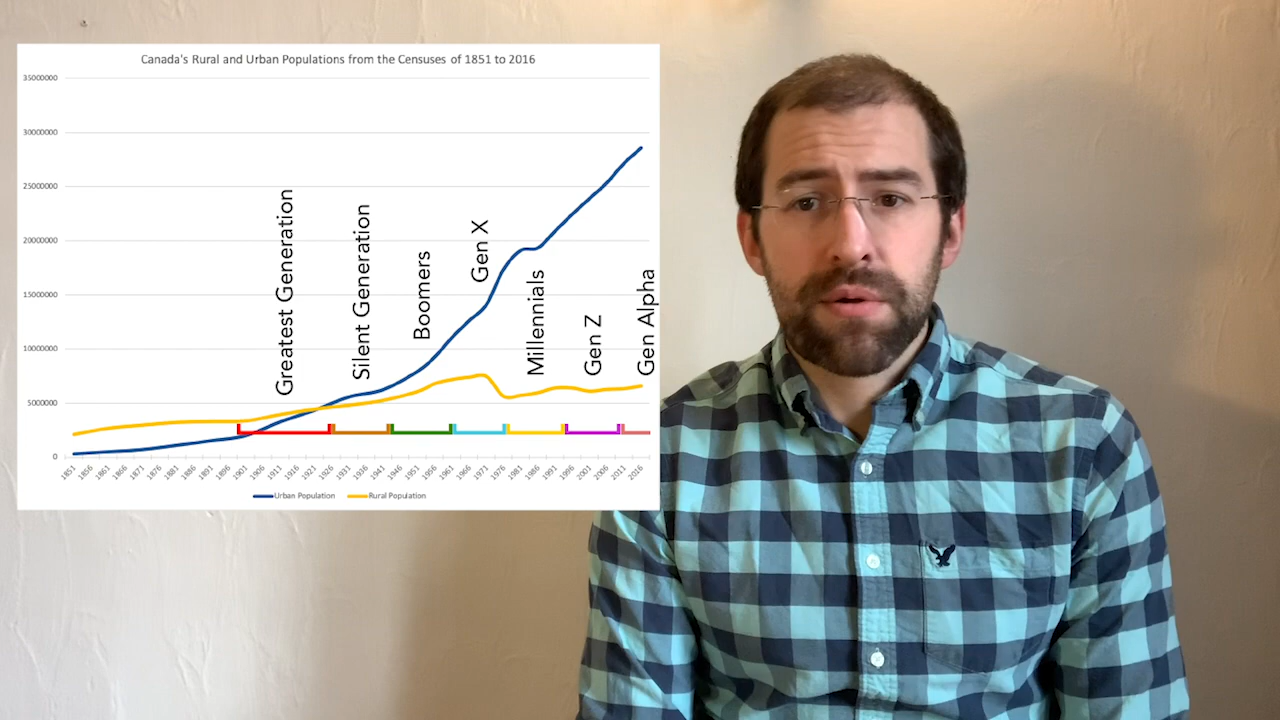 Canada's Rural and Urban Populations from the Censuses of 1851 to 2016
35000000
30000000
25000000
20000000
15000000
10000000
5000000
0
Greatest Generation
Silent Generation
Boomers
Gen X
Millennials
Gen Z
Gen Alpha
1851 1856 1861 1866 1871 1876 1881 1886 1891 1896 1901 1906 1911 1916 1921 1926 1931 1936 1941 1946 1951 1956 1961 1966 1971 1976 1981 1986 1991 1996 2001 2006 2011 2016
Urban Population Rural Population